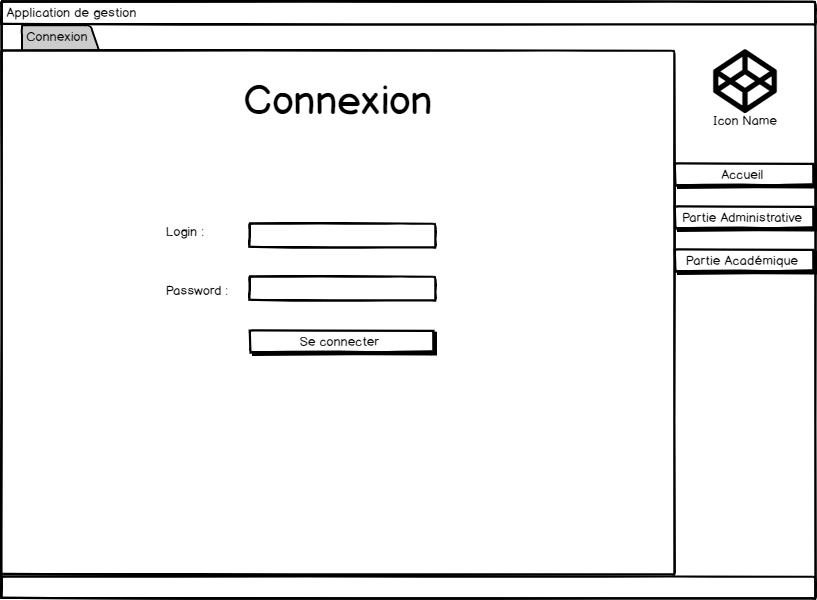 Application de gestion
Connexion
Connexion
Icon Name
Accueil
Partie Administrative
Partie Académique
Login :
Password :
Se connecter